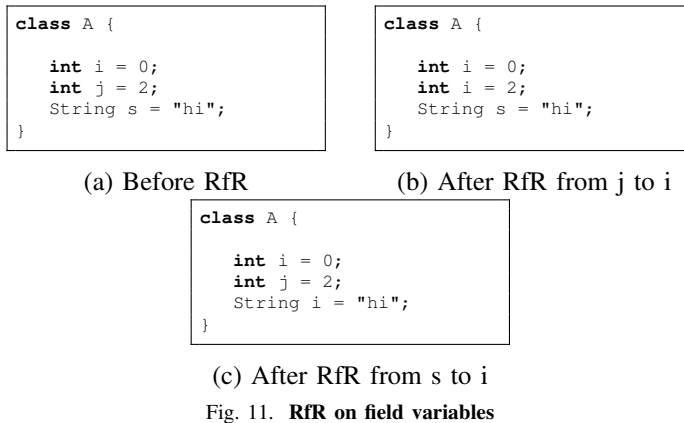 class A {
int i = 0;
int j = 2;
String s = "hi";
}
(a) Before RfR
class A {
int i = 0;
int i = 2;
String s = "hi";
}
(b) After RfR from j to i
class A {
int i = 0;
int j = 2;
String i = "hi";
}
(c) After RfR from s to i
Fig. 11. RfR on field variables